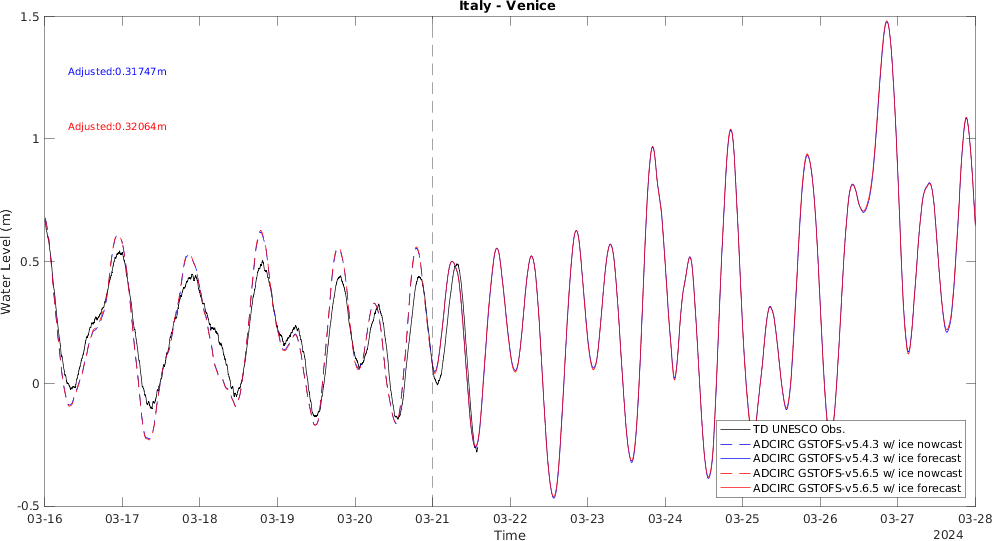 Italy - Venice
1.5
Adjusted:0.31747m
Adjusted:0.32064m
1
0.5
0
-0.5
Water Level (m)
TD UNESCO Obs.
ADCIRC GSTOFS-v5.4.3 w/ ice nowcast
ADCIRC GSTOFS-v5.4.3 w/ ice forecast
ADCIRC GSTOFS-v5.6.5 w/ ice nowcast
ADCIRC GSTOFS-v5.6.5 w/ ice forecast
03-16 03-17 03-18 03-19 03-20 03-21 03-22 03-23 03-24 03-25 03-26 03-27 03-28
Time
2024